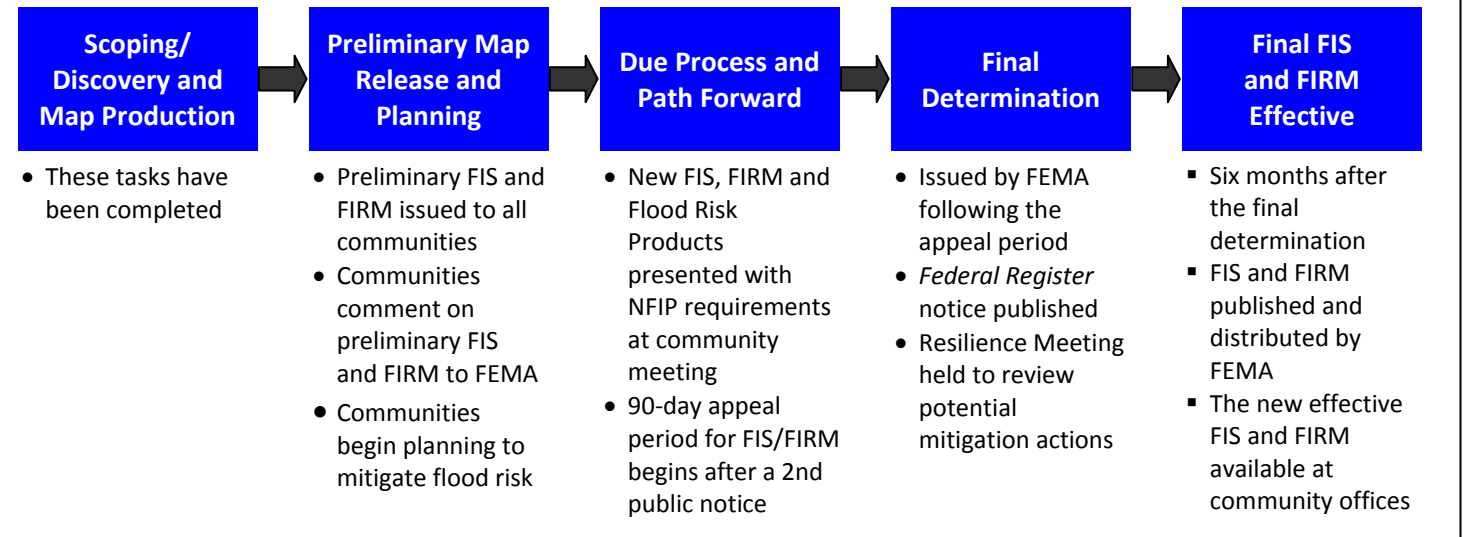 Scoping/
Discovery and
Map Production
• These tasks have
been completed
Preliminary Map
Release and
Planning
• Preliminary FIS and
FIRM issued to all
communities
• Communities
comment on
preliminary FIS
and FIRM to FEMA
• Communities
begin planning to
mitigate flood risk
Due Process and
Path Forward
• New FIS, FIRM and
Flood Risk
Products
presented with
NFIP requirements
at community
meeting
• 90-day appeal
period for FIS/FIRM
begins after a 2nd
public notice
Final
Determination
• Issued by FEMA
following the
appeal period
• Federal Register
notice published
• Resilience Meeting
held to review
potential
mitigation actions
Final FIS
and FIRM
Effective
▪ Six months after
the final
determination
▪ FIS and FIRM
published and
distributed by
FEMA
▪ The new effective
FIS and FIRM
available at
community offices